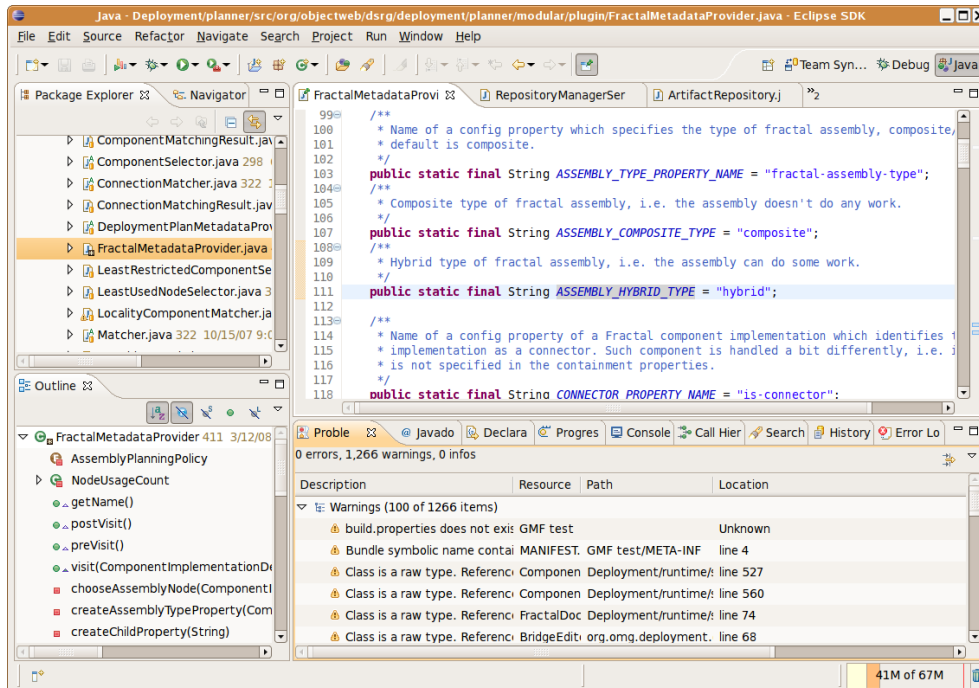 Java - Deployment/planner/src/org/objectweb/dsrg/deployment/planner/modular/plugin/FractalMetadataProvider.java - Eclipse SDK
File Edit Source Refactor Navigate Search Project Run Window Help
Team Syn... Debug Java
Package Explorer Navigator
ComponentMatchingResult.jav
ComponentSelector.java 298
ConnectionMatcher.java 322
ConnectionMatchingResult.jav
DeploymentPlanMetadataProv
FractalMetadataProvider.java
LeastRestrictedComponentSe
LeastUsedNodeSelector.java 3
LocalityComponentMatcher.ja
Matcher.java 322 10/15/07 9:0
FractalMetadataProvi RepositoryManagerSer ArtifactRepository.j »2
99 /**
100 * Name of a config property which specifies the type of fractal assembly, composite/
101 * default is composite.
102 */
103 public static final String ASSEMBLY_TYPE_PROPERTY_NAME = "fractal-assembly-type";
104 /**
105 * Composite type of fractal assembly, i.e. the assembly doesn't do any work.
106 */
107 public static final String ASSEMBLY_COMPOSITE_TYPE = "composite";
108 /**
109 * Hybrid type of fractal assembly, i.e. the assembly can do some work.
110 */
111 public static final String ASSEMBLY_HYBRID_TYPE = "hybrid";
112
113 /**
114 * Name of a config property of a Fractal component implementation which identifies t
115 * implementation as a connector. Such component is handled a bit differently, i.e. i
116 * is not specified in the containment properties.
117 */
118 public static final String CONNECTOR_PROPERTY_NAME = "is-connector";
Outline
FractalMetadataProvider 411 3/12/08
AssemblyPlanningPolicy
NodeUsageCount
getName()
postVisit()
preVisit()
visit(ComponentImplementationDe
chooseAssemblyNode(ComponentI
createAssemblyTypeProperty(Com
createChildProperty(String)
Proble Javado Declara Progres Console Call Hier Search History Error Lo
0 errors, 1,266 warnings, 0 infos
Description Resource Path Location
Warnings (100 of 1266 items)
build.properties does not exis GMF test Unknown
Bundle symbolic name contai MANIFEST. GMF test/META-INF line 4
Class is a raw type. Referenc Componen Deployment/runtime/s line 527
Class is a raw type. Referenc Componen Deployment/runtime/s line 560
Class is a raw type. Referenc FractalDoc Deployment/runtime/s line 74
Class is a raw type. Referenc BridgeEdit org.omg.deployment. line 68
41M of 67M